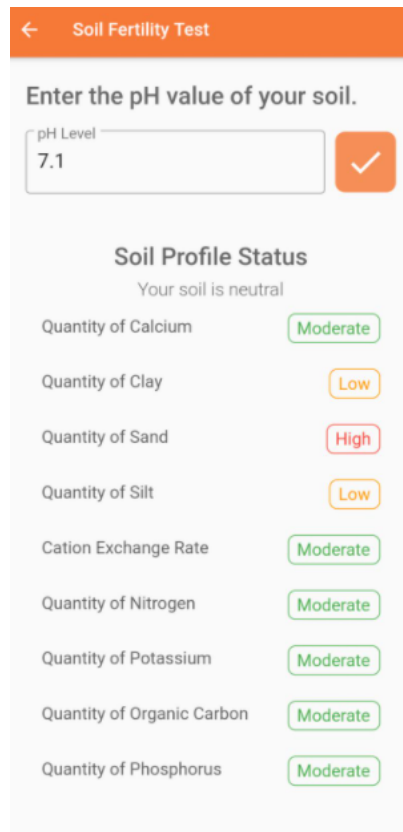 Soil Fertility Test
Enter the pH value of your soil.
pH Level
7.1
Soil Profile Status
Your soil is neutral
Quantity of Calcium Moderate
Quantity of Clay Low
Quantity of Sand High
Quantity of Silt Low
Cation Exchange Rate Moderate
Quantity of Nitrogen Moderate
Quantity of Potassium Moderate
Quantity of Organic Carbon Moderate
Quantity of Phosphorus Moderate